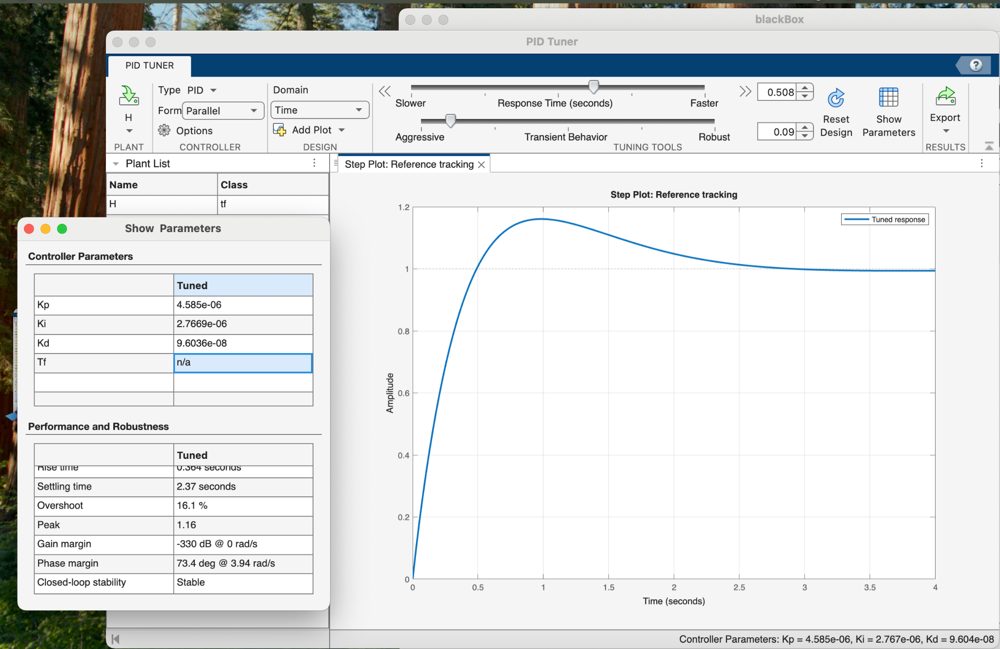 blackBox
PID Tuner
PID TUNER
H
PLANT
Type PID
Form Parallel
Options
CONTROLLER
Domain
Time
Add Plot
DESIGN
Slower Response Time (seconds) Faster
0.508
Aggressive Transient Behavior Robust
0.09
TUNING TOOLS
Reset Design
Show Parameters
Export
RESULTS
Plant List
Name Class
H tf
Step Plot: Reference tracking
Show Parameters
Controller Parameters
Tuned
Kp 4.585e-06
Ki 2.7669e-06
Kd 9.6036e-08
Tf n/a
Performance and Robustness
Tuned
Rise time 0.364 seconds
Settling time 2.37 seconds
Overshoot 16.1 %
Peak 1.16
Gain margin -330 dB @ 0 rad/s
Phase margin 73.4 deg @ 3.94 rad/s
Closed-loop stability Stable
Step Plot: Reference tracking
Tuned response
1.2
1
0.8
0.6
0.4
0.2
0
Amplitude
0 0.5 1 1.5 2 2.5 3 3.5 4
Time (seconds)
Controller Parameters: Kp = 4.585e-06, Ki = 2.767e-06, Kd = 9.604e-08